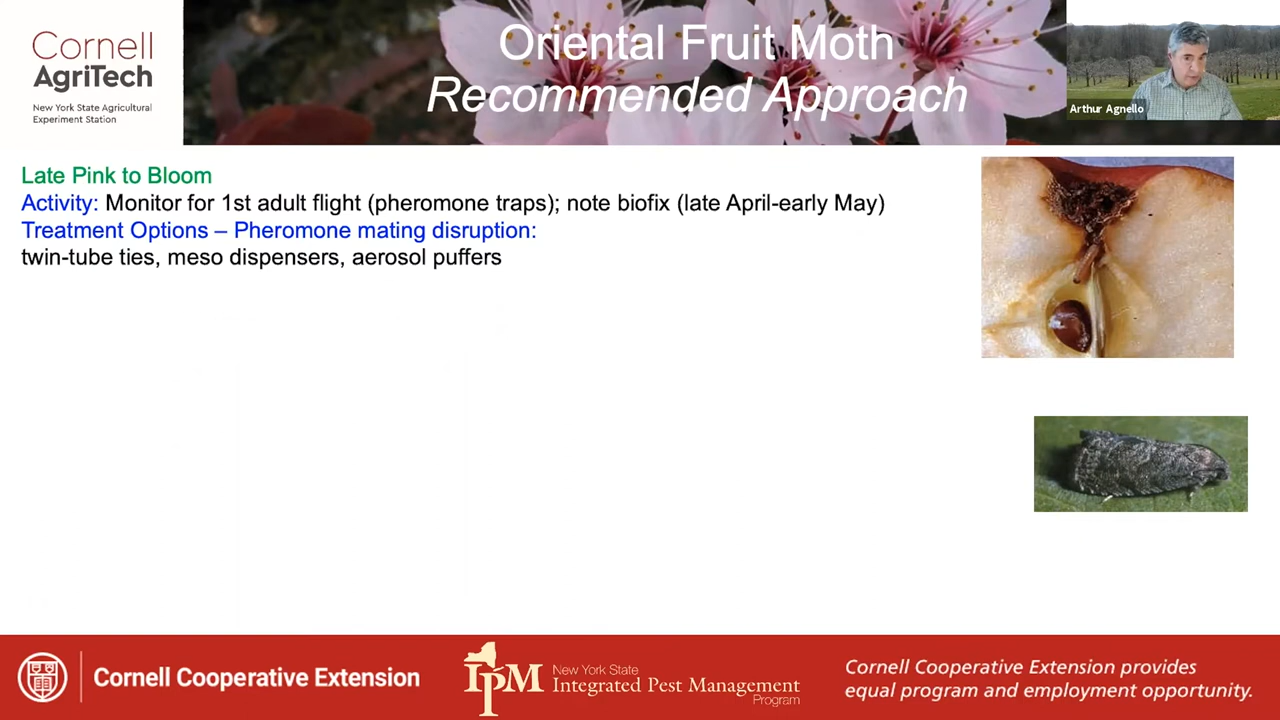 Cornell
AgriTech
New York State Agricultural
Experiment Station
Oriental Fruit Moth
Recommended Approach
Arthur Agnello
Late Pink to Bloom
Activity: Monitor for 1st adult flight (pheromone traps); note biofix (late April-early May)
Treatment Options – Pheromone mating disruption:
twin-tube ties, meso dispensers, aerosol puffers
Cornell Cooperative Extension
IPM
New York State
Integrated Pest Management
Program
Cornell Cooperative Extension provides
equal program and employment opportunity.